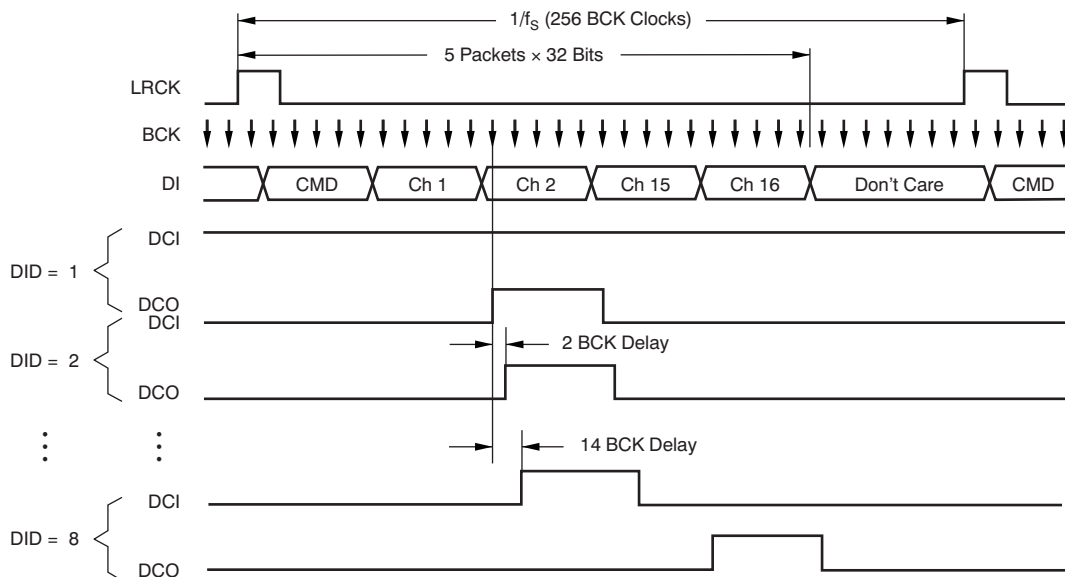 1/fS (256 BCK Clocks)
5 Packets × 32 Bits
LRCK
BCK
DI
CMD
Ch 1
Ch 2
Ch 15
Ch 16
Don't Care
CMD
DID = 1
DCI
DCO
DID = 2
DCI
2 BCK Delay
DCO
14 BCK Delay
DID = 8
DCI
DCO